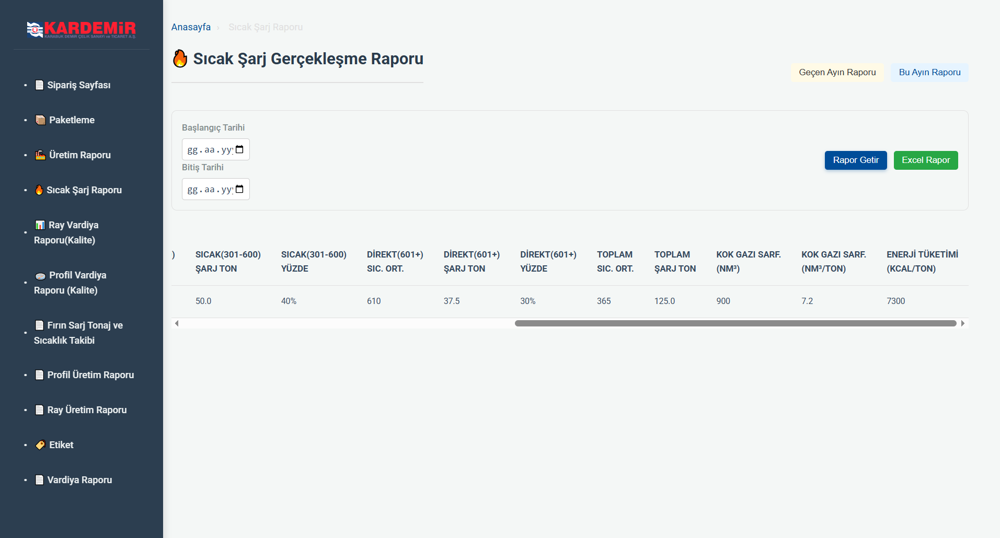 KARDEMİR
KARABÜK DEMİR ÇELİK SANAYİ ve TİCARET A.Ş.
Sipariş Sayfası
Paketleme
Üretim Raporu
Sıcak Şarj Raporu
Ray Vardiya
Raporu(Kalite)
Profil Vardiya
Raporu (Kalite)
Fırın Sarj Tonaj ve
Sıcaklık Takibi
Profil Üretim Raporu
Ray Üretim Raporu
Etiket
Vardiya Raporu
Anasayfa › Sıcak Şarj Raporu
Sıcak Şarj Gerçekleşme Raporu
Geçen Ayın Raporu Bu Ayın Raporu
Başlangıç Tarihi
gg.aa.yyy
Bitiş Tarihi
gg.aa.yyy
Rapor Getir Excel Rapor
) SICAK(301-600) SICAK(301-600) DİREKT(601+) DİREKT(601+) DİREKT(601+) TOPLAM TOPLAM KOK GAZI SARF. KOK GAZI SARF. ENERJİ TÜKETİMİ
ŞARJ TON YÜZDE SIC. ORT. ŞARJ TON YÜZDE SIC. ORT. ŞARJ TON (NM³) (NM³/TON) (KCAL/TON)
50.0 40% 610 37.5 30% 365 125.0 900 7.2 7300